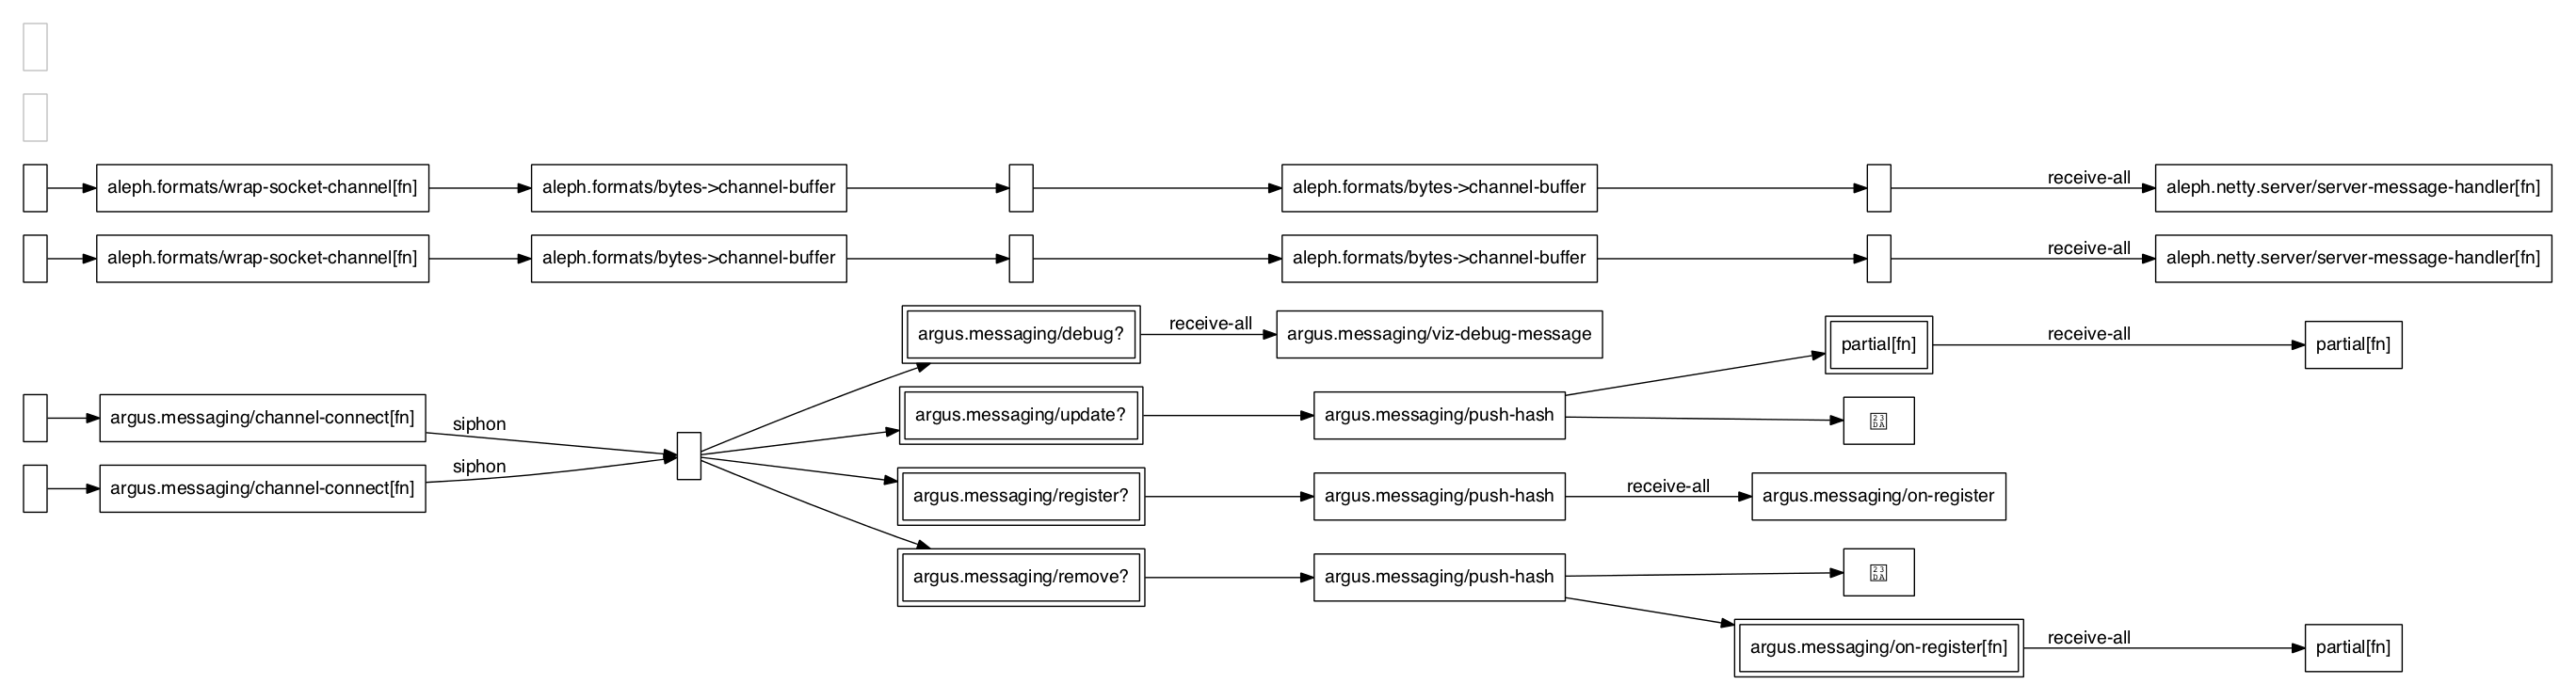 aleph.formats/wrap-socket-channel[fn] aleph.formats/bytes->channel-buffer aleph.formats/bytes->channel-buffer receive-all aleph.netty.server/server-message-handler[fn]
aleph.formats/wrap-socket-channel[fn] aleph.formats/bytes->channel-buffer aleph.formats/bytes->channel-buffer receive-all aleph.netty.server/server-message-handler[fn]
argus.messaging/debug? receive-all argus.messaging/viz-debug-message partial[fn] receive-all partial[fn]
argus.messaging/channel-connect[fn] siphon argus.messaging/update? argus.messaging/push-hash 23DA
argus.messaging/channel-connect[fn] siphon argus.messaging/register? argus.messaging/push-hash receive-all argus.messaging/on-register
argus.messaging/remove? argus.messaging/push-hash 23DA
argus.messaging/on-register[fn] receive-all partial[fn]